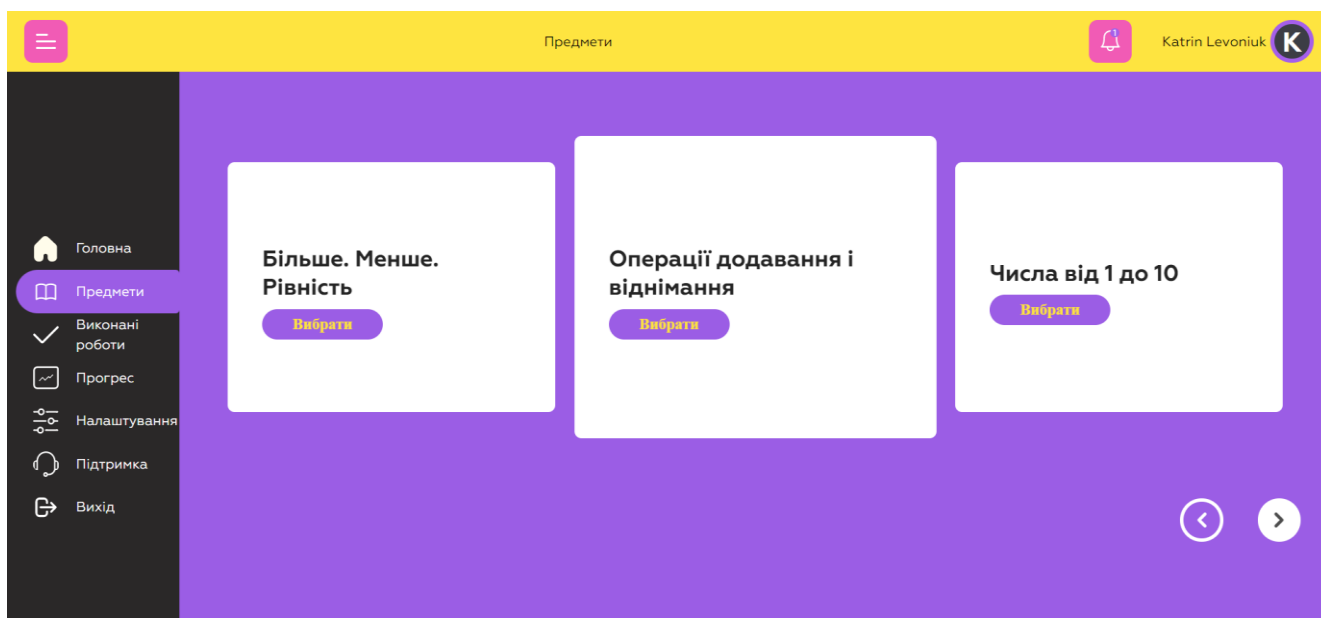 Предмети
1
Katrin Levoniuk
K
Головна
Предмети
Виконані
роботи
Прогрес
Налаштування
Підтримка
Вихід
Більше. Менше.
Рівність
Вибрати
Операції додавання і
віднімання
Вибрати
Числа від 1 до 10
Вибрати